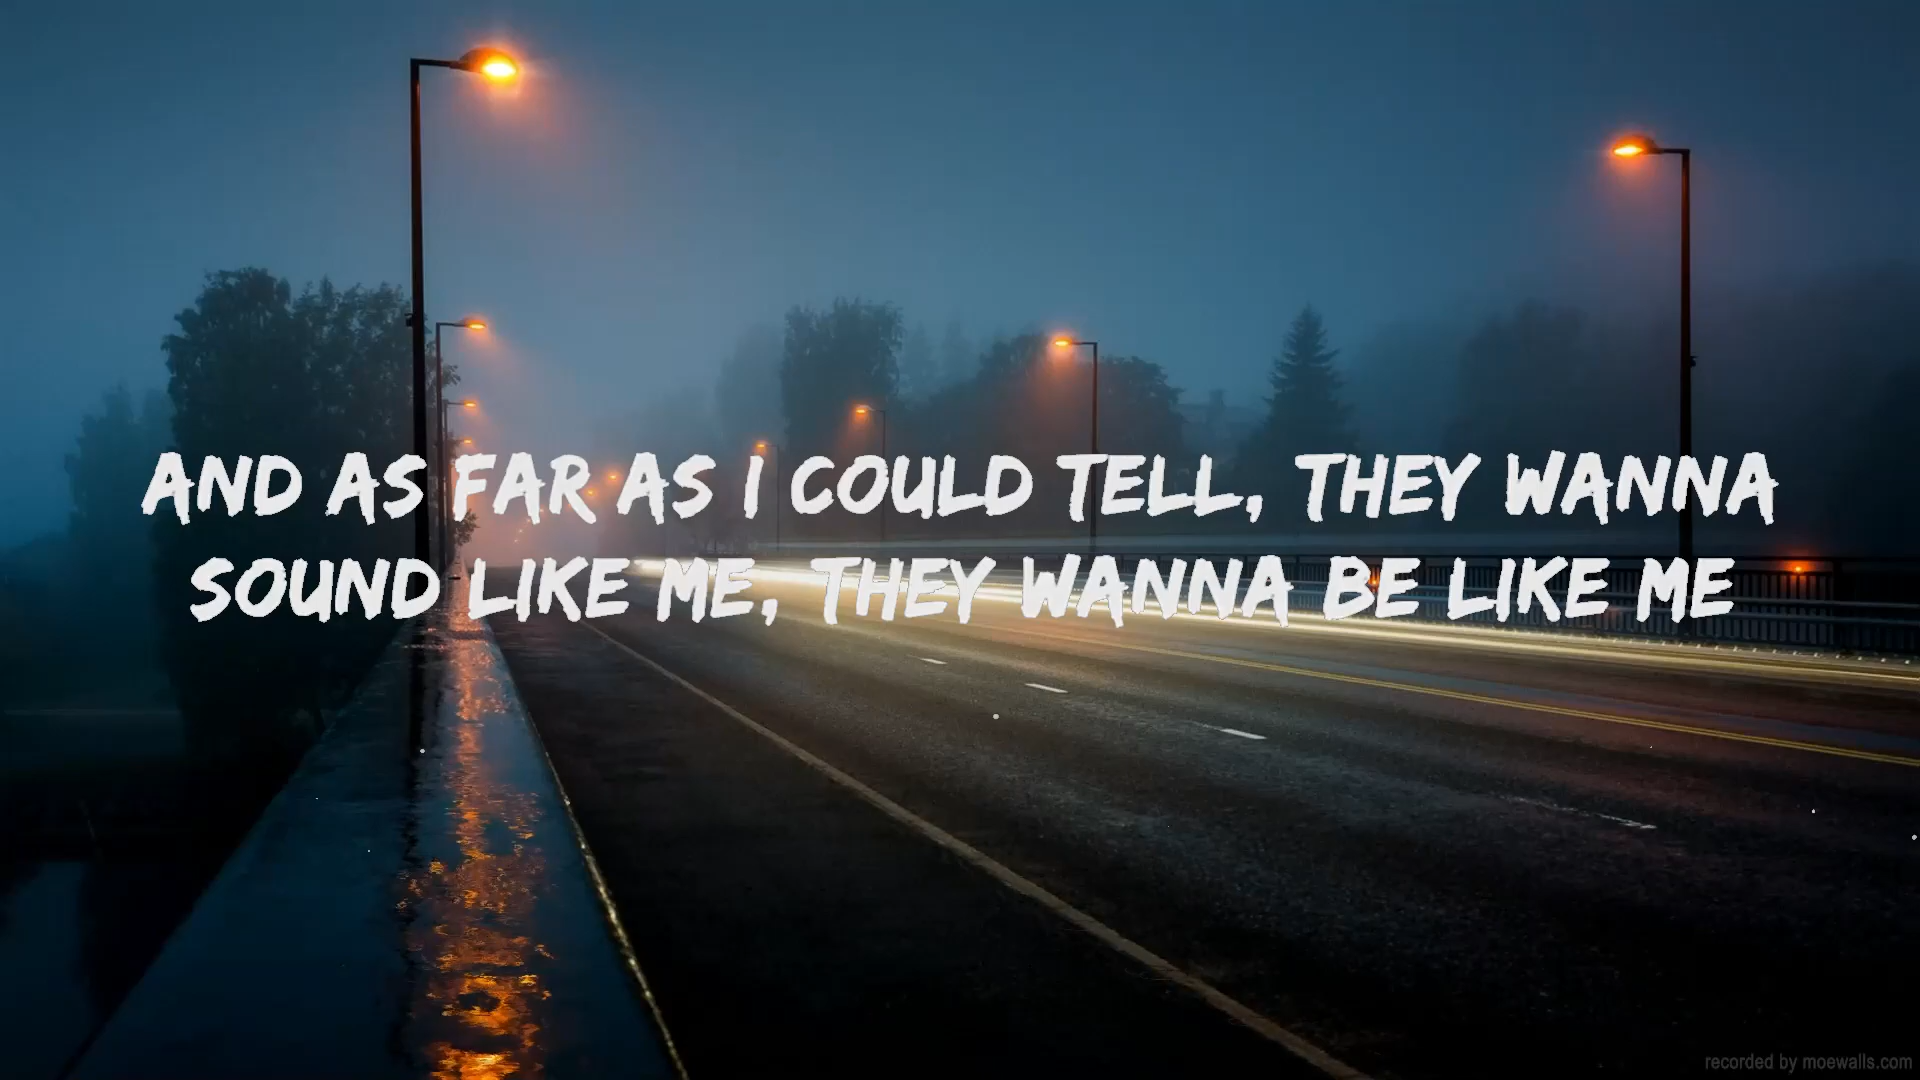 AND AS FAR AS I COULD TELL, THEY WANNA
SOUND LIKE ME, THEY WANNA BE LIKE ME
recorded by moewalls.com